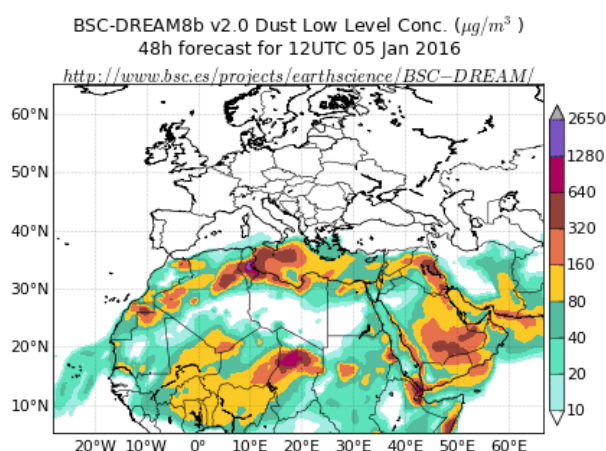 BSC-DREAM8b v2.0 Dust Low Level Conc. (μg/m³ )
48h forecast for 12UTC 05 Jan 2016
http://www.bsc.es/projects/earthscience/BSC−DREAM/
60°N
50°N
40°N
30°N
20°N
10°N
20°W 10°W 0° 10°E 20°E 30°E 40°E 50°E 60°E
2650
1280
640
320
160
80
40
20
10